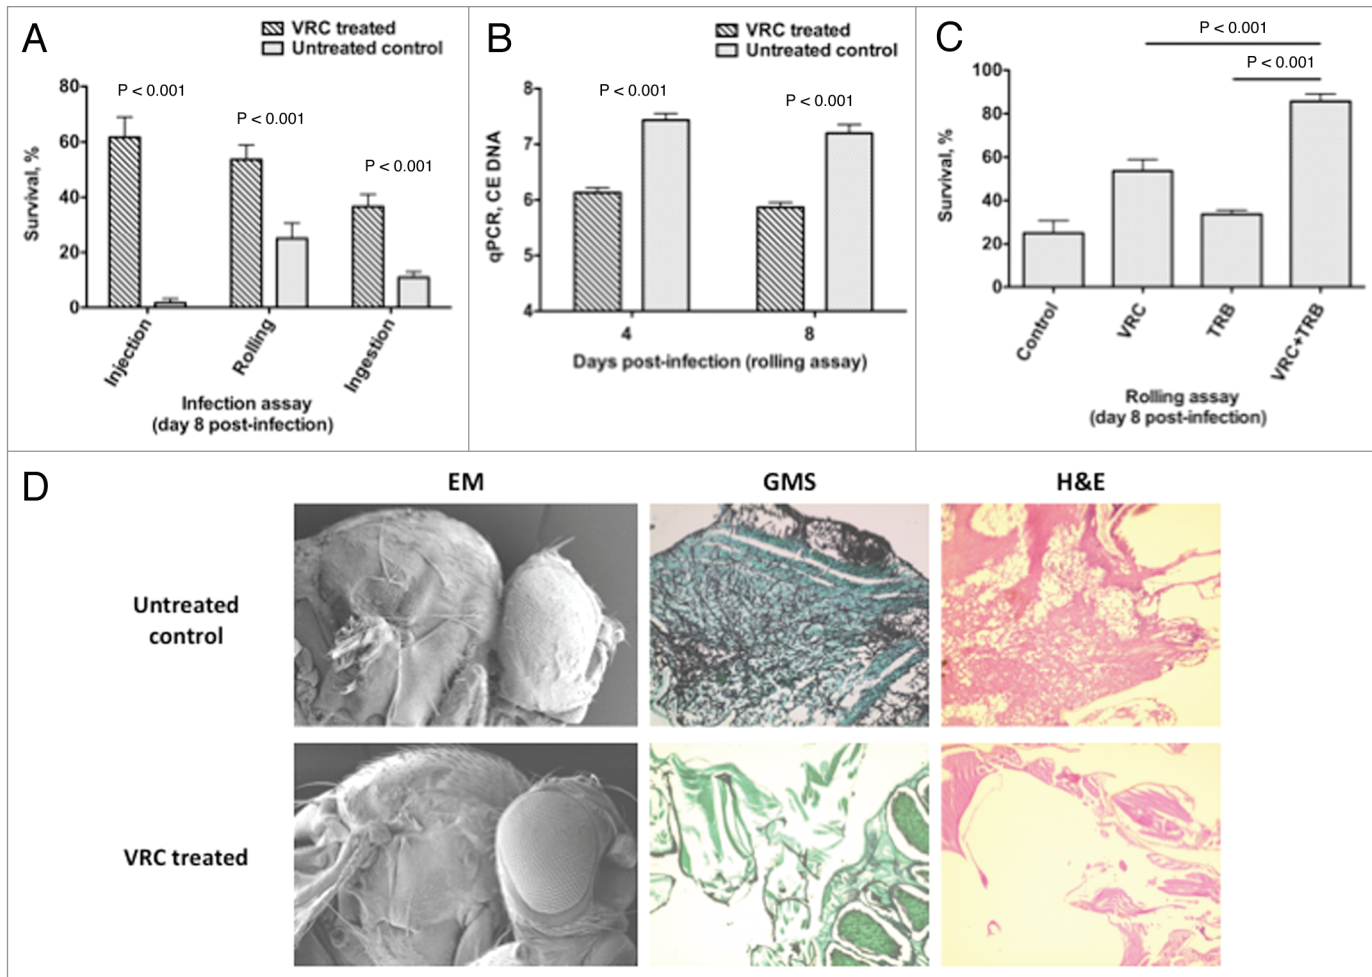 A
VRC treated
Untreated control
80
60
40
20
0
Survival, %
P < 0.001
P < 0.001
P < 0.001
Injection
Rolling
Ingestion
Infection assay
(day 8 post-infection)
B
VRC treated
Untreated control
8
7
6
5
4
qPCR, CE DNA
P < 0.001
P < 0.001
4
8
Days post-infection (rolling assay)
C
P < 0.001
P < 0.001
100
80
60
40
20
0
Survival, %
Control
VRC
TRB
VRC+TRB
Rolling assay
(day 8 post-infection)
D
EM
GMS
H&E
Untreated
control
VRC treated